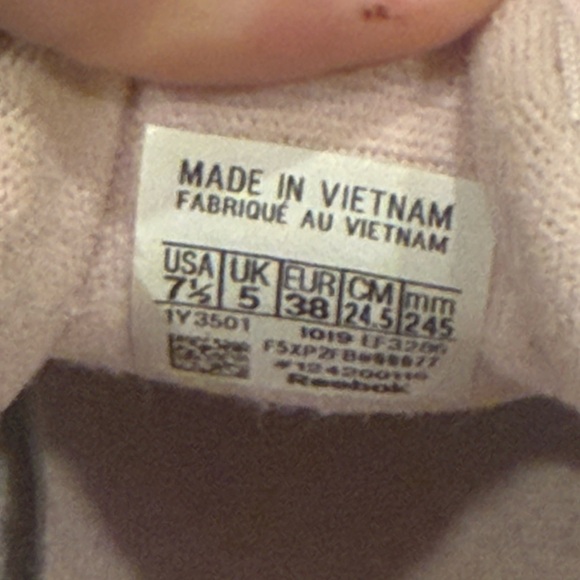 MADE IN VIETNAM
FABRIQUÉ AU VIETNAM
USA UK EUR CM mm
7½ 5 38 24.5 245
1Y3501 1019
Reebok